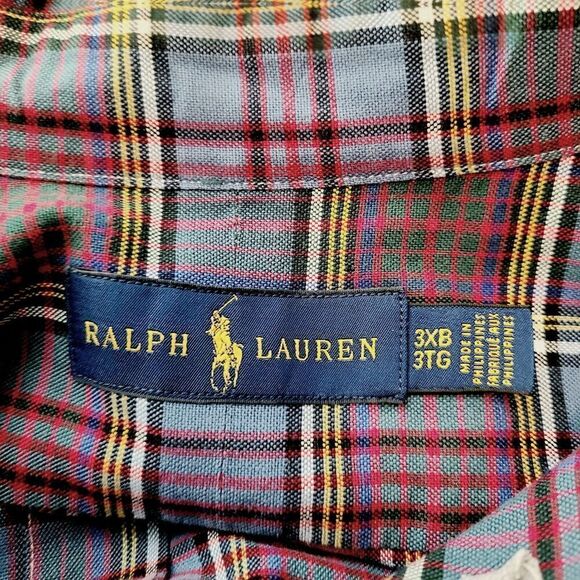 RALPH LAUREN
3XB
3TG
MADE IN
PHILIPPINES
FABRIQUÉ AUX
PHILIPPINES